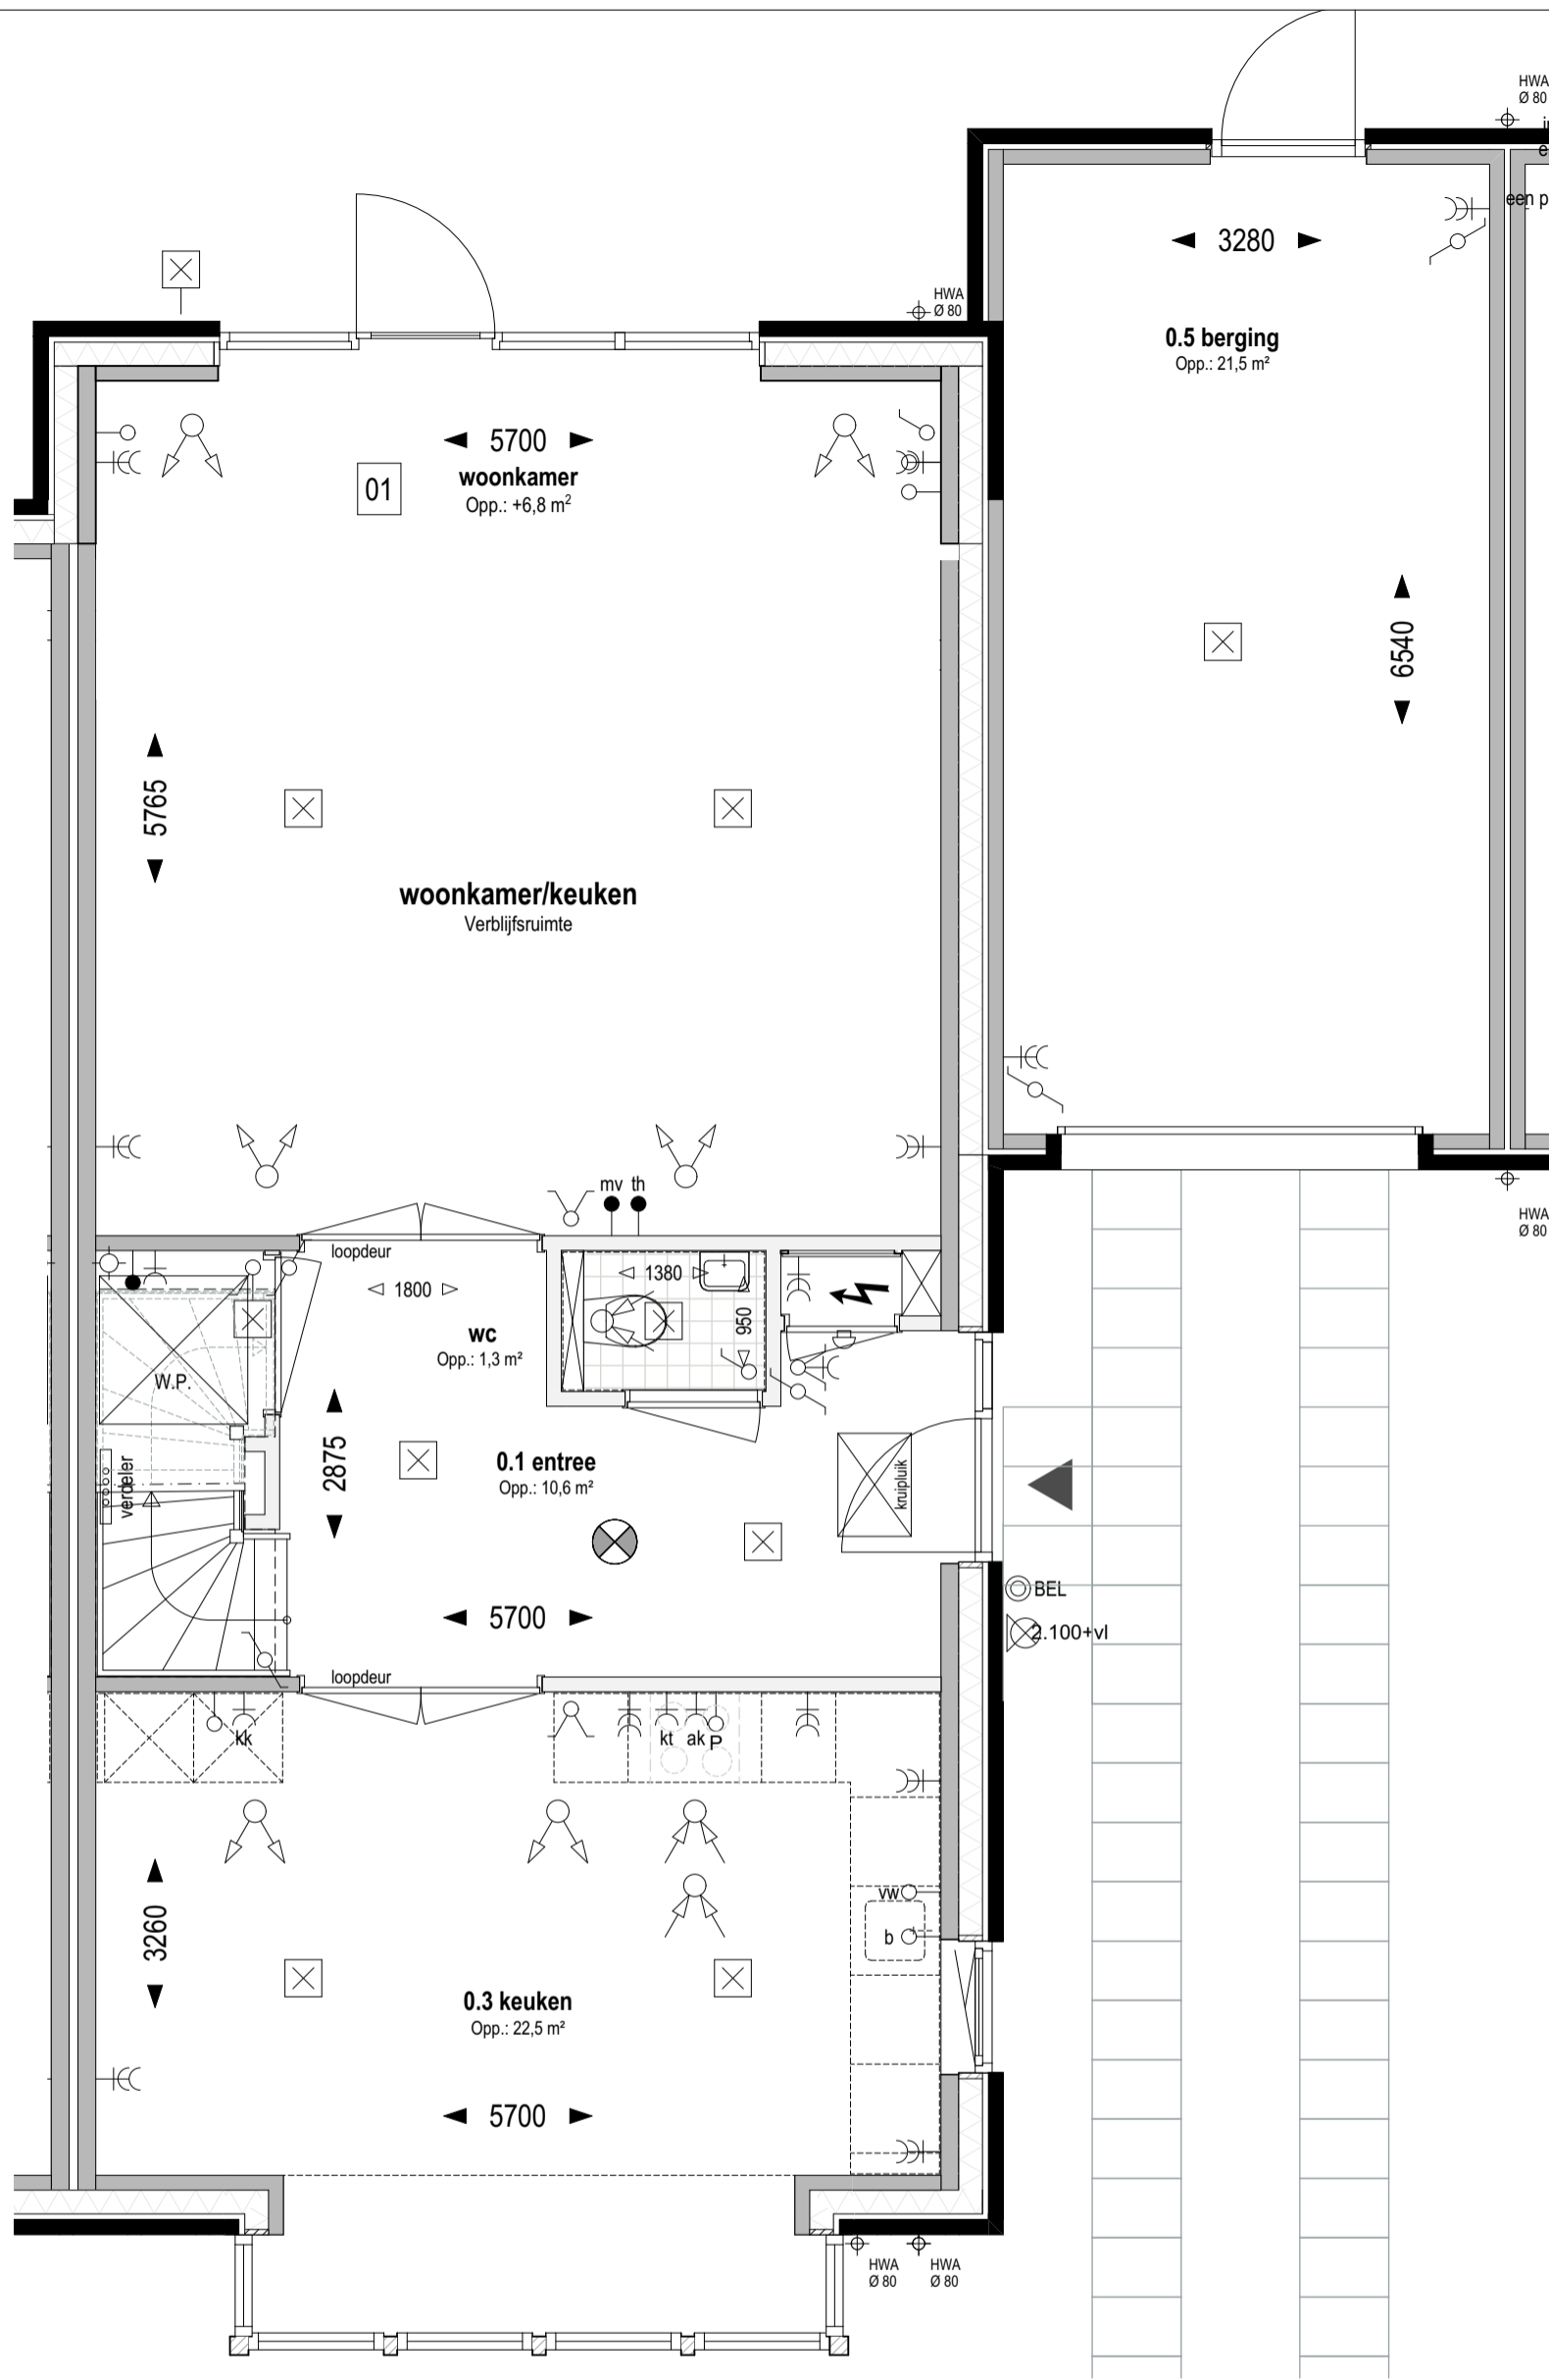 HWA
Ø 80
een p
3280
HWA
Ø 80
0.5 berging
Opp.: 21,5 m²
5700
woonkamer
Opp.: +6,8 m²
01
6540
5765
woonkamer/keuken
Verblijfsruimte
mv th
HWA
Ø 80
loopdeur
1800
1380
950
wc
Opp.: 1,3 m²
W.P.
2875
verdeler
0.1 entree
Opp.: 10,6 m²
kruipluik
BEL
2.100+vl
5700
loopdeur
kk
kt ak P
vw
b
3260
0.3 keuken
Opp.: 22,5 m²
5700
HWA
Ø 80
HWA
Ø 80